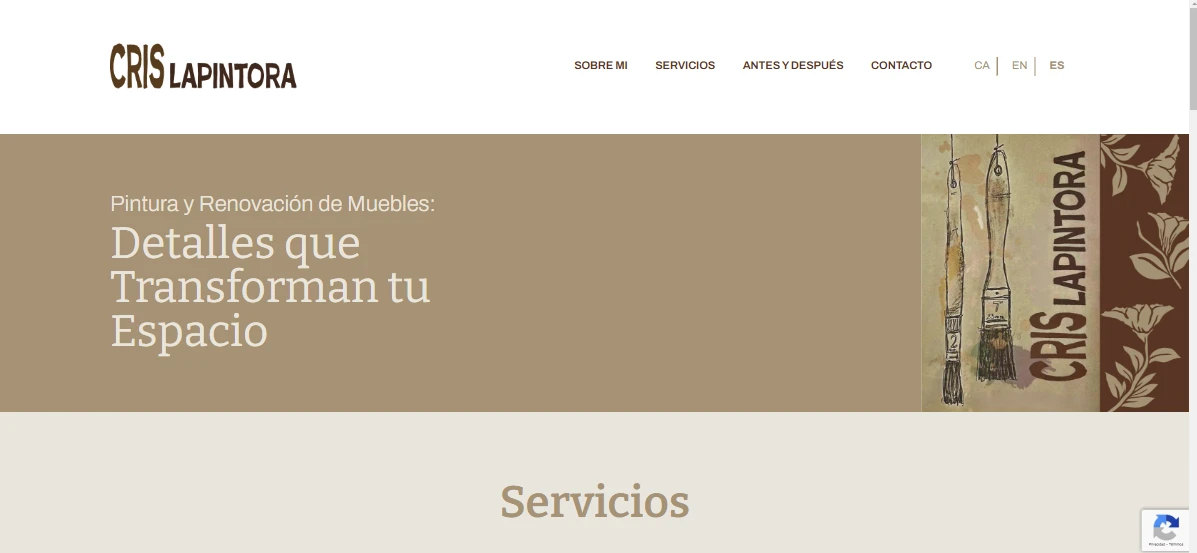 CRIS LAPINTORA
SOBRE MI SERVICIOS ANTES Y DESPUÉS CONTACTO CA EN ES
Pintura y Renovación de Muebles:
Detalles que
Transforman tu
Espacio
CRIS LAPINTORA
Servicios
Privacidad - Términos